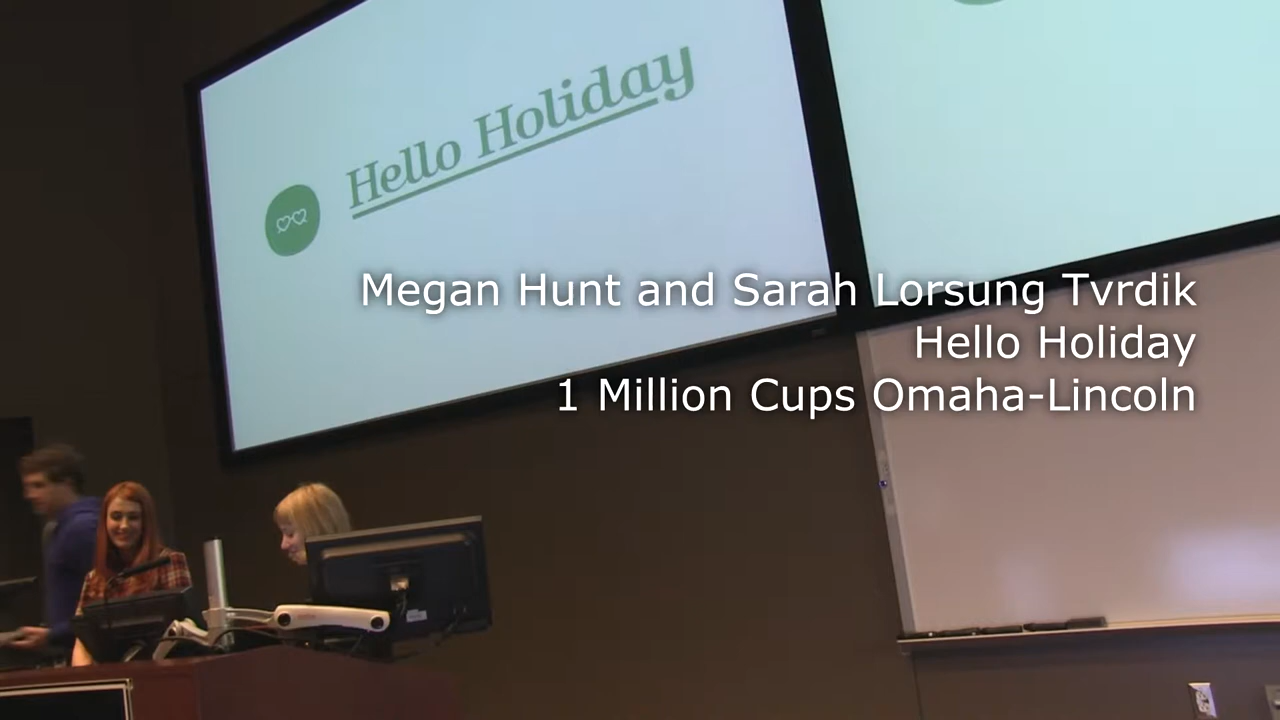 Hello Holiday
Megan Hunt and Sarah Lorsung Tvrdik
Hello Holiday
1 Million Cups Omaha-Lincoln